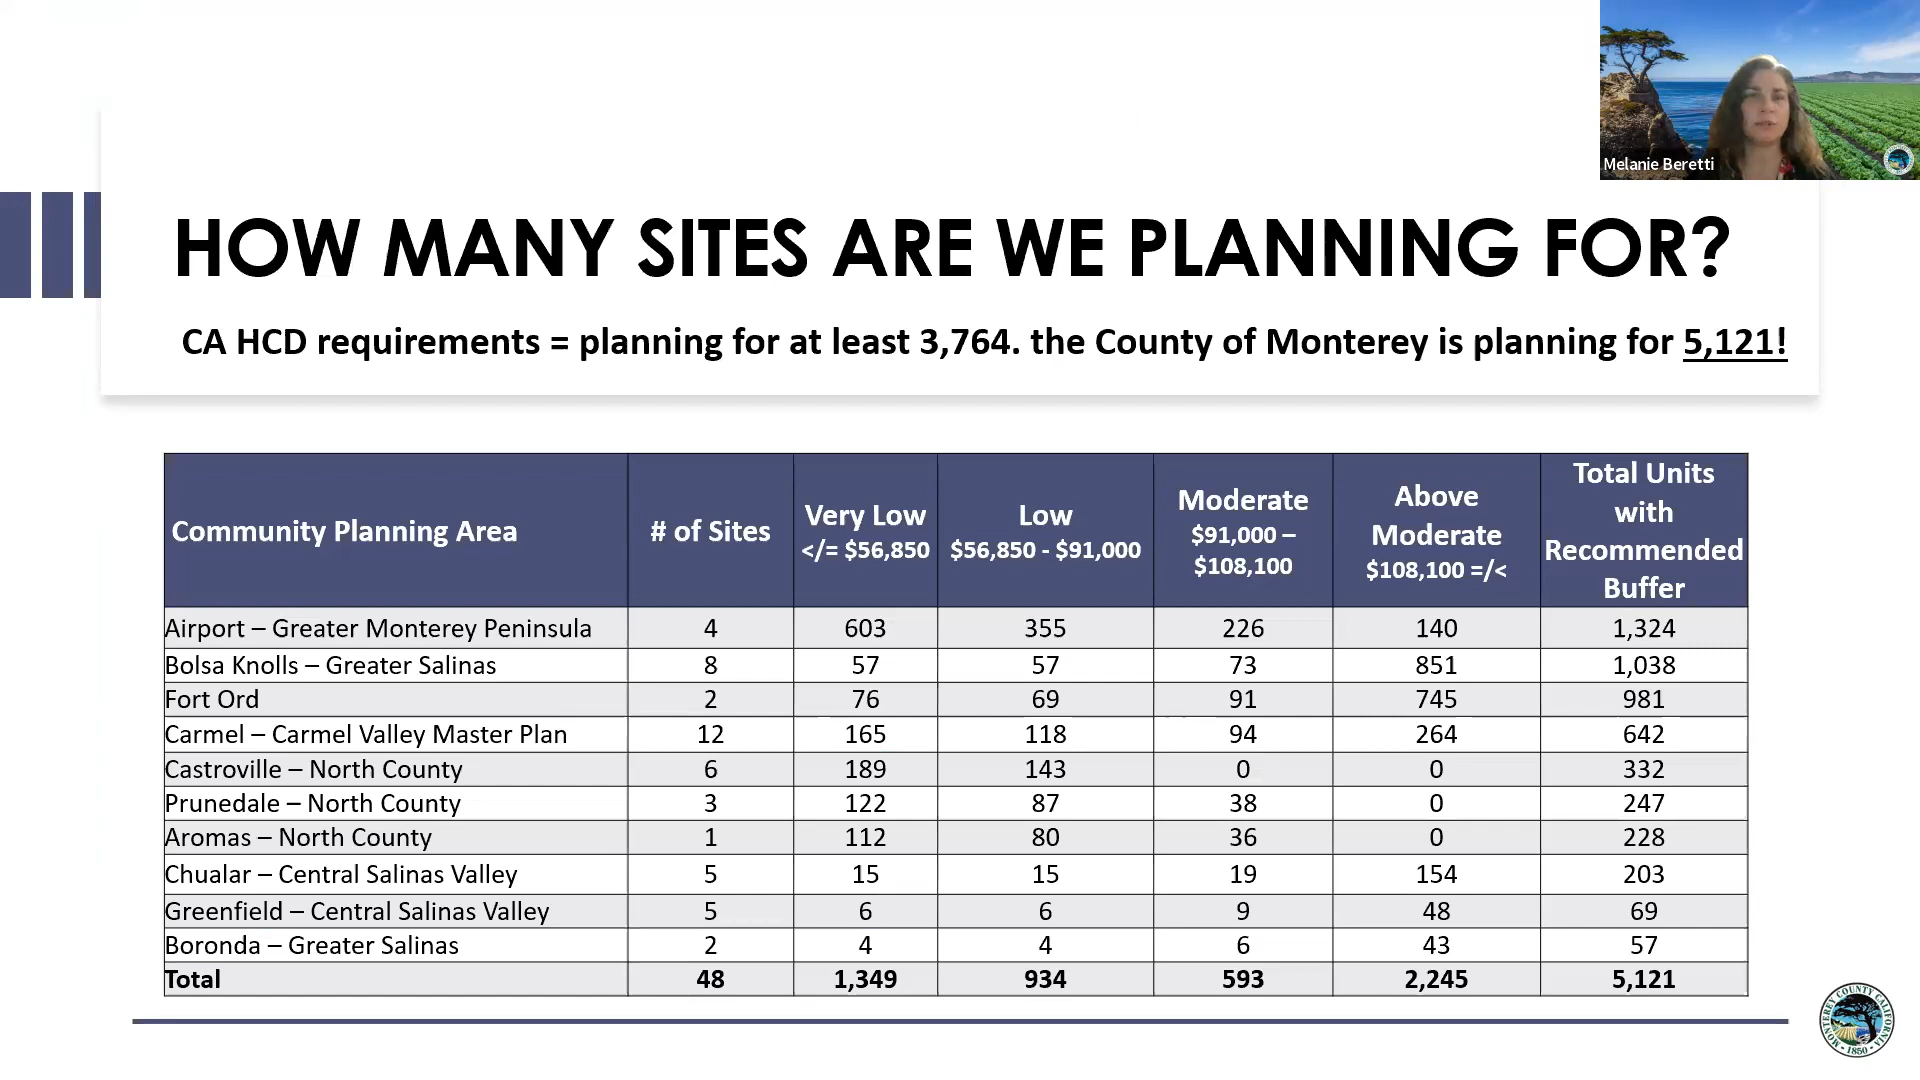 Melanie Beretti
HOW MANY SITES ARE WE PLANNING FOR?
CA HCD requirements = planning for at least 3,764. the County of Monterey is planning for 5,121!
Community Planning Area # of Sites Very Low </= $56,850 Low $56,850 - $91,000 Moderate $91,000 – $108,100 Above Moderate $108,100 =/< Total Units with Recommended Buffer
Airport – Greater Monterey Peninsula 4 603 355 226 140 1,324
Bolsa Knolls – Greater Salinas 8 57 57 73 851 1,038
Fort Ord 2 76 69 91 745 981
Carmel – Carmel Valley Master Plan 12 165 118 94 264 642
Castroville – North County 6 189 143 0 0 332
Prunedale – North County 3 122 87 38 0 247
Aromas – North County 1 112 80 36 0 228
Chualar – Central Salinas Valley 5 15 15 19 154 203
Greenfield – Central Salinas Valley 5 6 6 9 48 69
Boronda – Greater Salinas 2 4 4 6 43 57
Total 48 1,349 934 593 2,245 5,121
MONTEREY COUNTY CALIFORNIA
1850